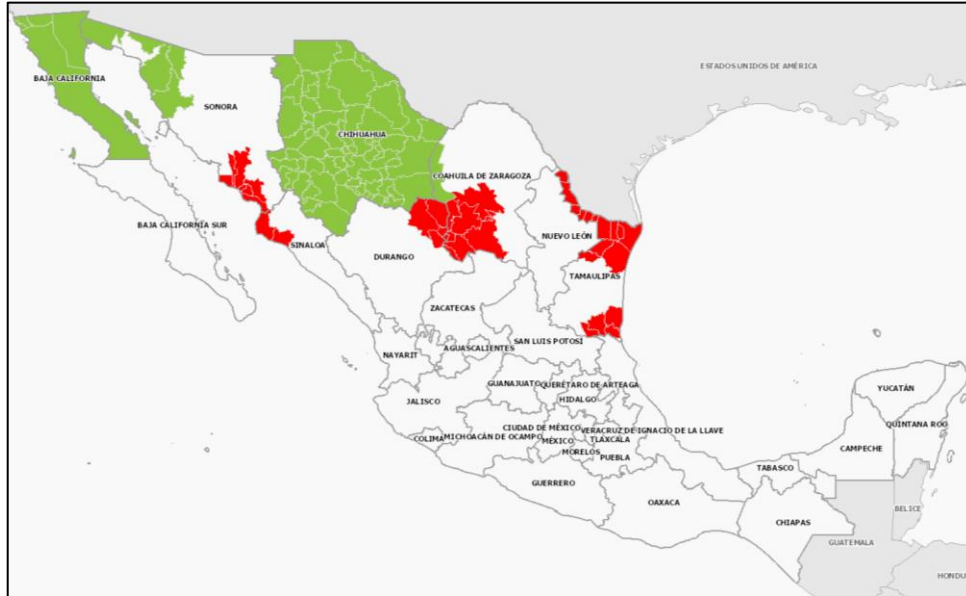 ESTADOS UNIDOS DE AMÉRICA
BAJA CALIFORNIA
SONORA
CHIHUAHUA
COAHUILA DE ZARAGOZA
BAJA CALIFORNIA SUR
SINALOA
NUEVO LEÓN
DURANGO
TAMAULIPAS
ZACATECAS
SAN LUIS POTOSÍ
AGUASCALIENTES
NAYARIT
GUANAJUATO
QUERÉTARO DE ARTEAGA
YUCATÁN
JALISCO
HIDALGO
QUINTANA ROO
CIUDAD DE MÉXICO
VERACRUZ DE IGNACIO DE LA LLAVE
COLIMA
MICHOACÁN DE OCAMPO
MÉXICO
TLAXCALA
CAMPECHE
MORELOS
PUEBLA
TABASCO
GUERRERO
OAXACA
BELICE
CHIAPAS
GUATEMALA
HONDU